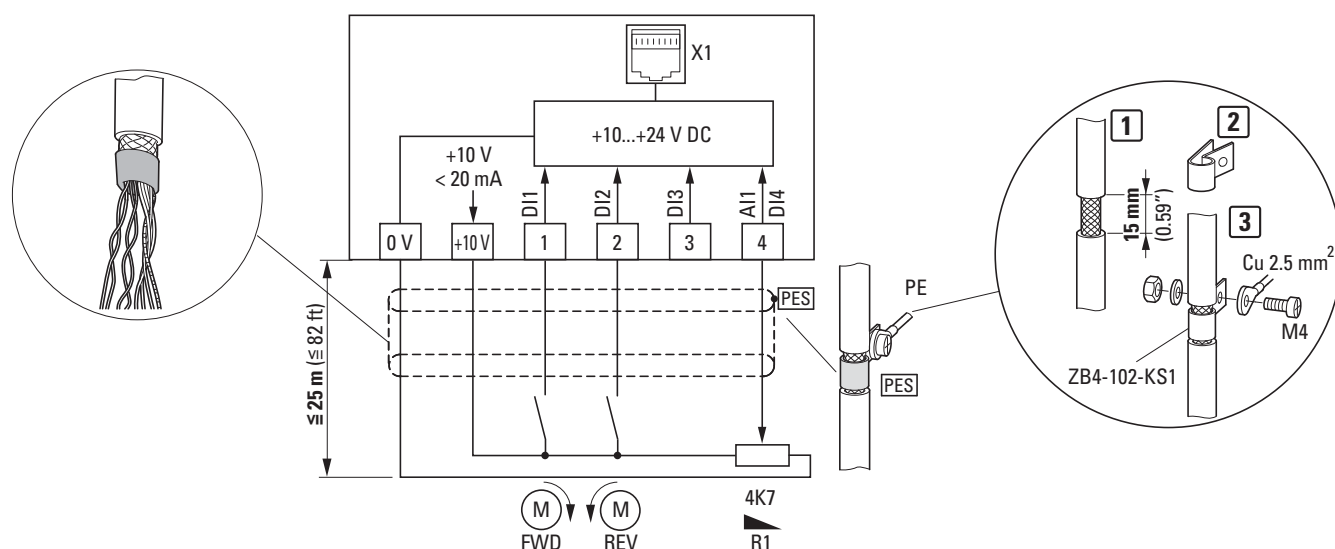 X1
+10...+24 V DC
+10 V
< 20 mA
DI1
DI2
DI3
AI1
DI4
0 V
+10 V
1
2
3
4
PES
≦ 25 m (≦ 82 ft)
FWD
M
M
REV
4K7
R1
PE
PES
1
2
3
15 mm
(0.59″)
Cu 2.5 mm²
M4
ZB4-102-KS1